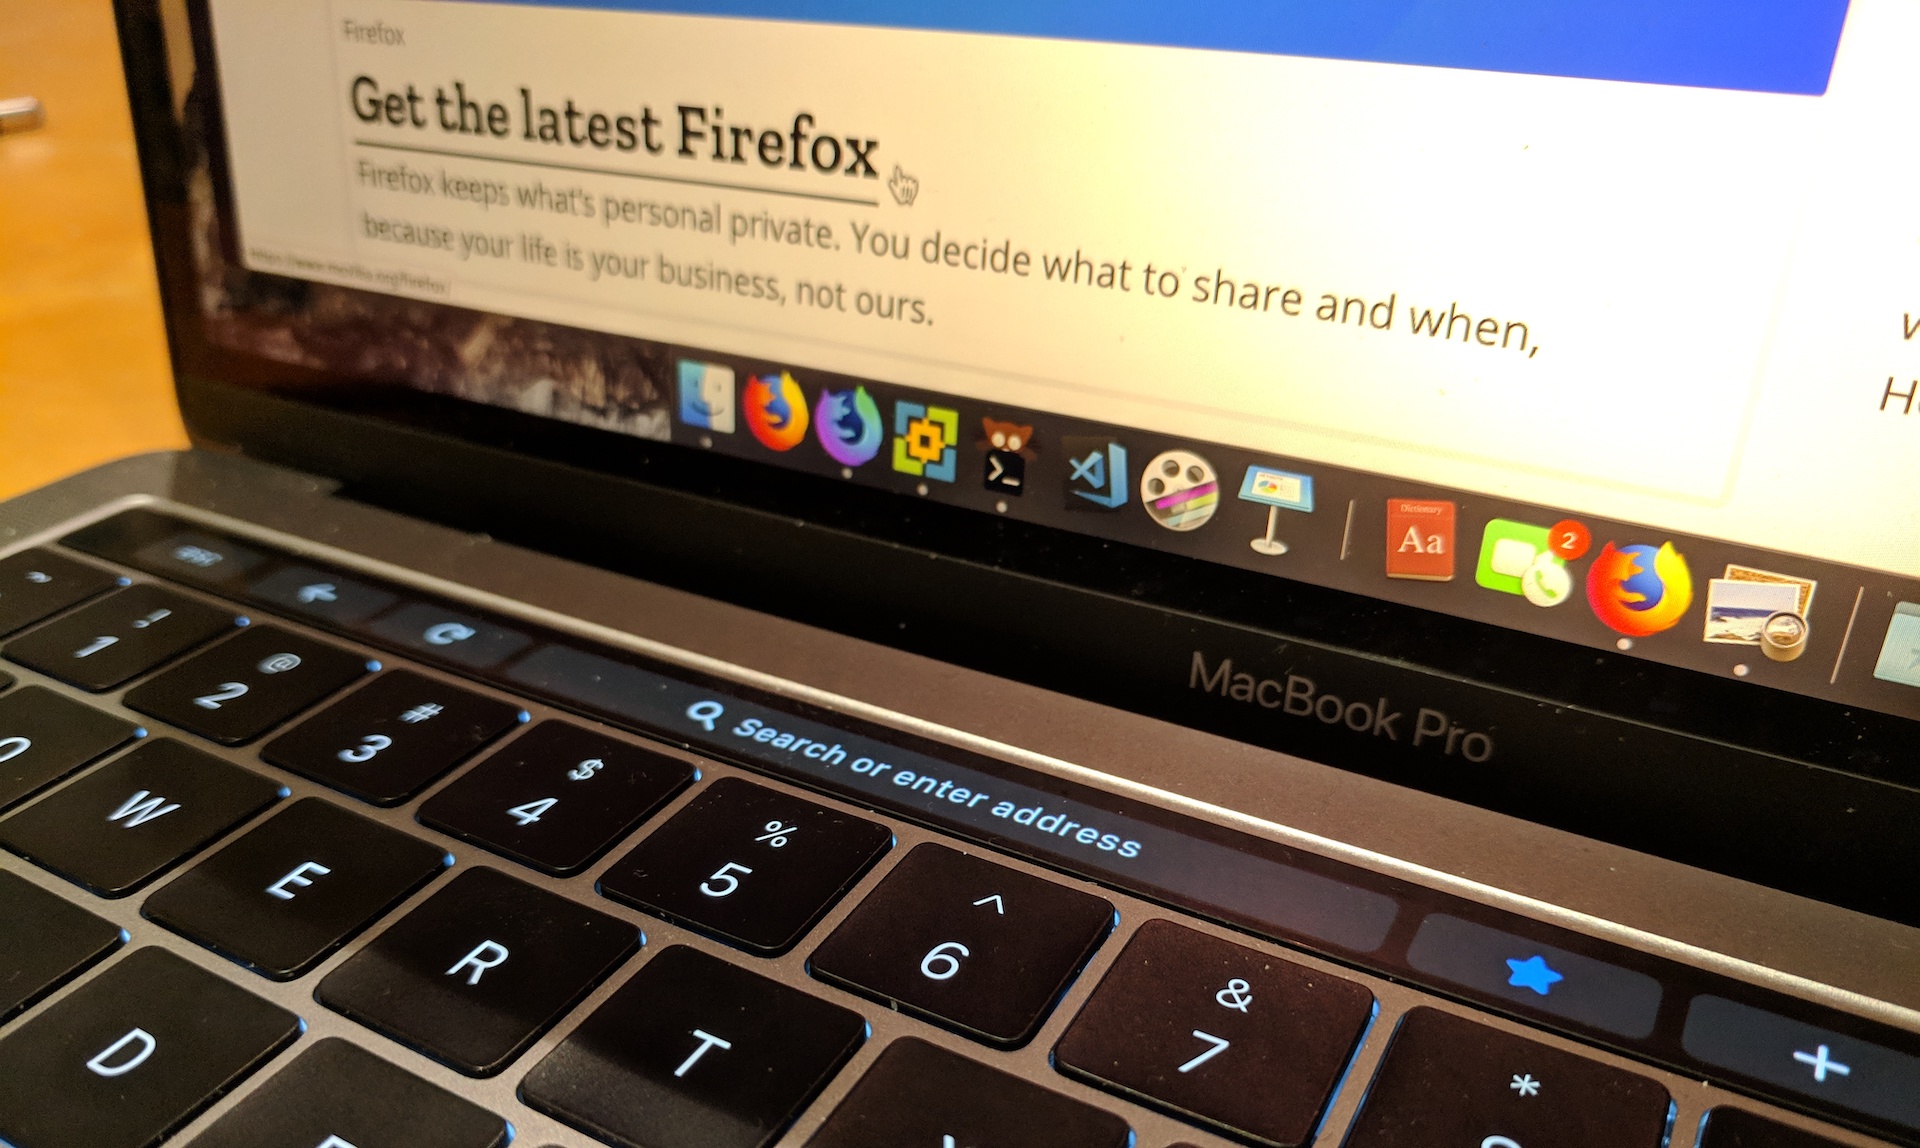 Firefox
Get the latest Firefox
Firefox keeps what's personal private. You decide what to share and when,
because your life is your business, not ours.
https://www.mozilla.org/firefox/
Dictionary
Aa
2
MacBook Pro
esc
Search or enter address
1
@
2
#
3
$
4
%
5
^
6
&
7
*
W
E
R
T
D